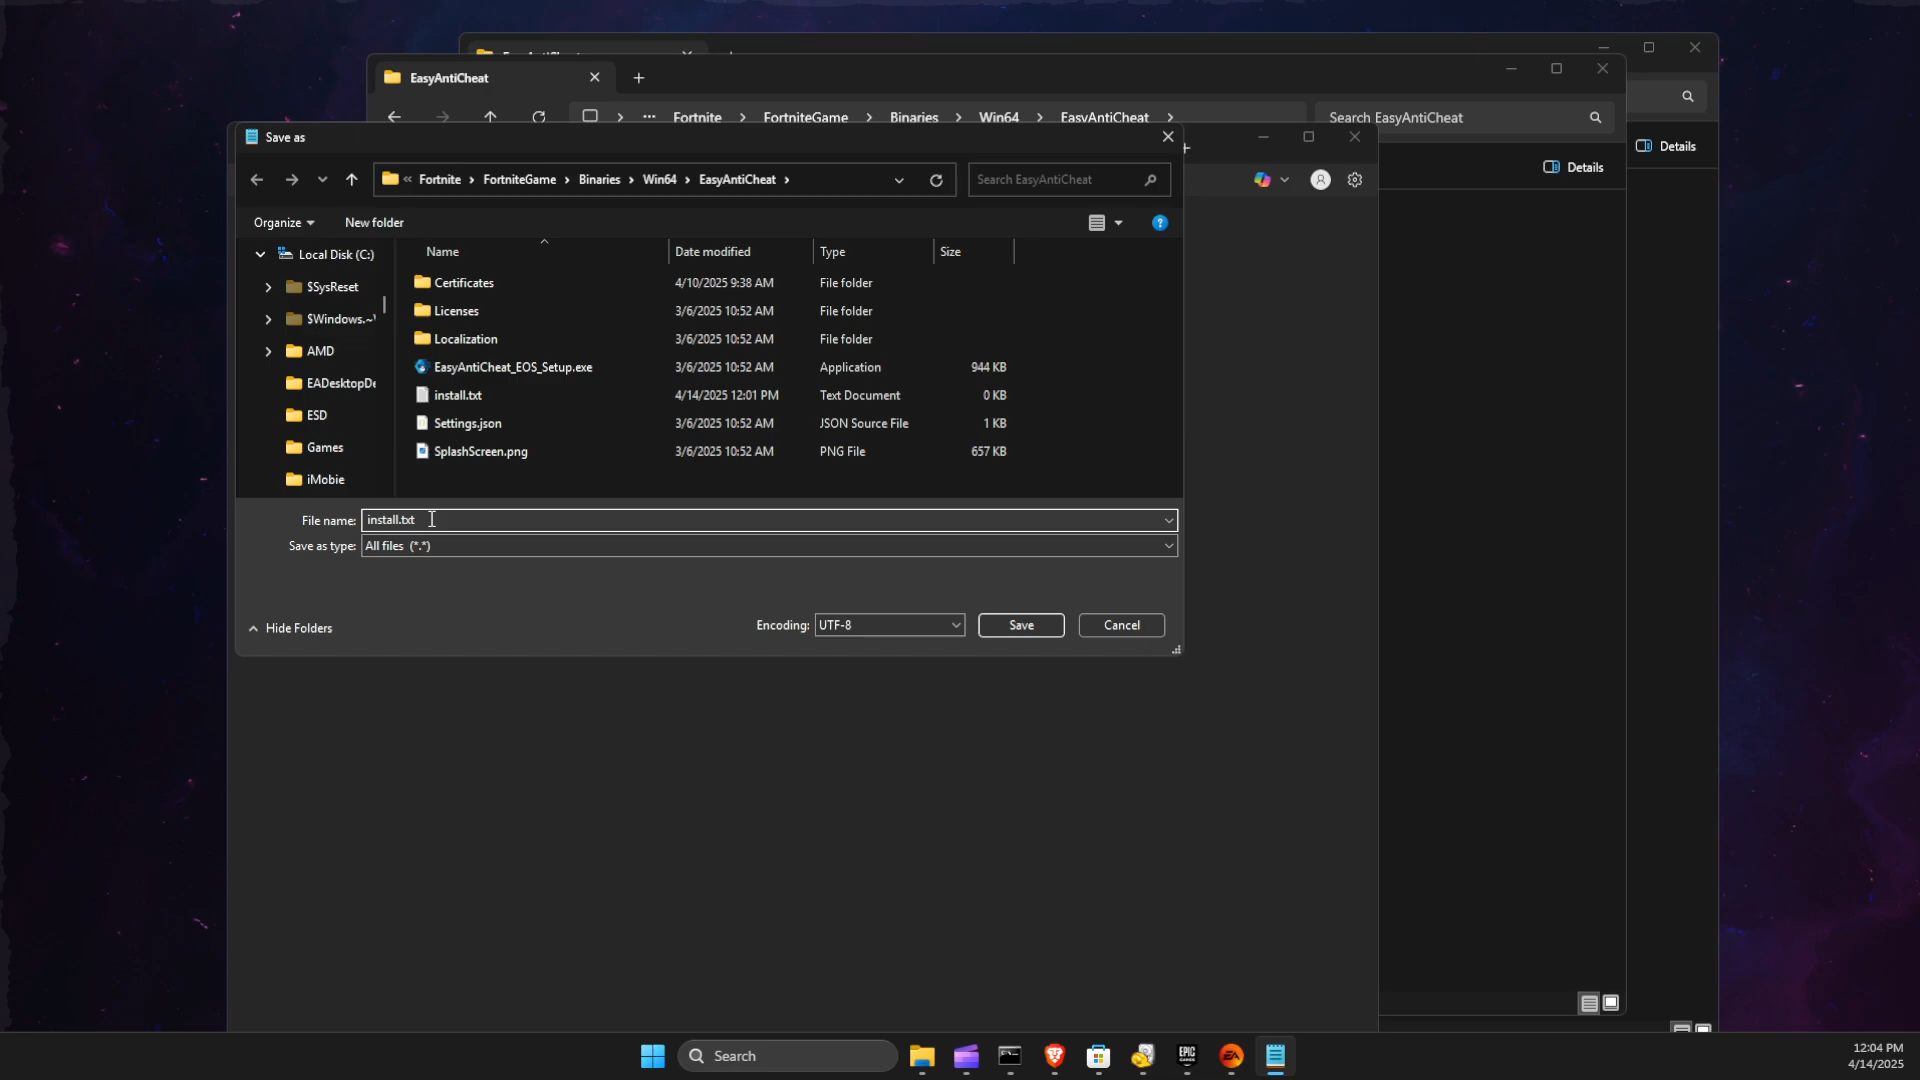 EasyAntiCheat
Fortnite > FortniteGame > Binaries > Win64 > EasyAntiCheat >
Search EasyAntiCheat
Details
Details
Save as
« Fortnite > FortniteGame > Binaries > Win64 > EasyAntiCheat >
Search EasyAntiCheat
Organize
New folder
Name
Date modified
Type
Size
Local Disk (C:)
$SysReset
$Windows.~
AMD
EADesktopDe
ESD
Games
iMobie
Certificates 4/10/2025 9:38 AM File folder
Licenses 3/6/2025 10:52 AM File folder
Localization 3/6/2025 10:52 AM File folder
EasyAntiCheat_EOS_Setup.exe 3/6/2025 10:52 AM Application 944 KB
install.txt 4/14/2025 12:01 PM Text Document 0 KB
Settings.json 3/6/2025 10:52 AM JSON Source File 1 KB
SplashScreen.png 3/6/2025 10:52 AM PNG File 657 KB
File name: install.txt
Save as type: All files (*.*)
Hide Folders
Encoding: UTF-8
Save
Cancel
Search
EPIC
GAMES
EA
12:04 PM
4/14/2025